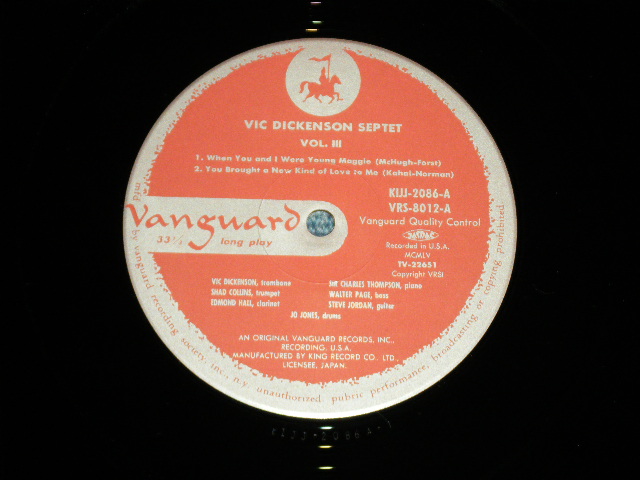 VIC DICKENSON SEPTET
VOL. III
1. When You and I Were Young Maggie (McHugh-Forst)
2. You Brought a New Kind of Love to Me (Kahal-Norman)
KIJJ-2086-A
VRS-8012-A
Vanguard Quality Control
Vanguard
33⅓ long play
Recorded in U.S.A.
MCMLV
TV-22651
Copyright VRSI
VIC DICKENSON, trombone
SHAD COLLINS, trumpet
EDMOND HALL, clarinet
SIR CHARLES THOMPSON, piano
WALTER PAGE, bass
STEVE JORDAN, guitar
JO JONES, drums
AN ORIGINAL VANGUARD RECORDS, INC.,
RECORDING. U.S.A.
MANUFACTURED BY KING RECORD CO. LTD.,
LICENSEE, JAPAN.
mfd by vanguard recording society inc., n.y. unauthorized public performance, broadcasting or copying prohibited